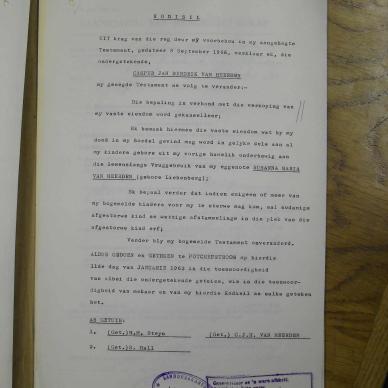 K O D I S I L
UIT krag van die reg deur my voorbehou in my aangehegte
Testament, gedateer 8 September 1958, verklaar ek, die
ondergetekende,
CASPER JAN HENDRIK VAN HEERDEN
my gesegde Testament as volg te verander:-
Die bepaling in verband met die verkoping van
my vaste eiendom word gekanselleer;
Ek bemaak hiermee die vaste eiendom wat by my
dood in my boedel gevind mag word in gelyke dele aan al
my kinders gebore uit my vorige huwelik onderhewig aan
die lewenslange Vruggebruik van my eggenote SUSANNA MARIA
VAN HEERDEN (gebore Liebenberg);
Ek bepaal verder dat indien enigeen of meer van
my bogemelde kinders voor my te sterwe mag kom, sal sodanige
afgestorwe kind se wettige afstammelinge in die plek van die
afgestorwe kind erf;
Verder bly my bogemelde Testament onveranderd.
ALDUS GEDOEN en GETEKEN te POTCHEFSTROOM op hierdie
11de dag van JANUARIE 1962 in die teenwoordigheid
van die ondergetekende getuies, wie in die teenwoor-
digheid van mekaar en van my hierdie Kodisil as sulks geteken
het.
AS GETUIE:
1. (Get.) Steyn (Get.) C.J.H. VAN HEERDEN
2. (Get.) S. Hall